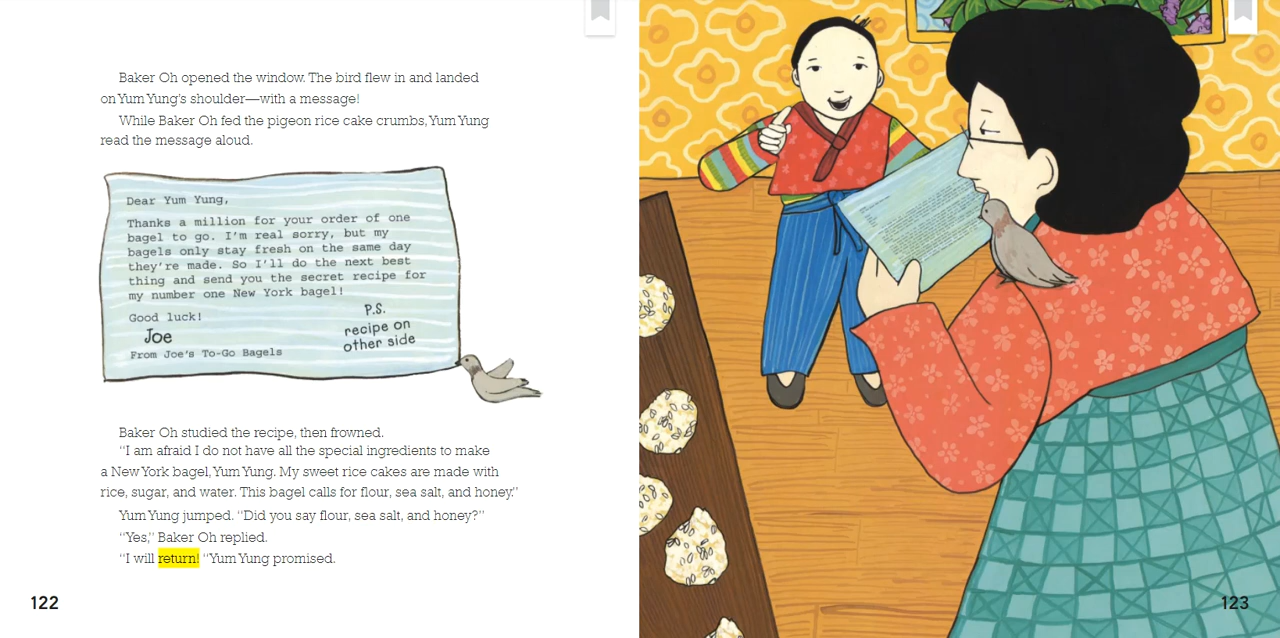 Baker Oh opened the window. The bird flew in and landed
on Yum Yung's shoulder—with a message!
While Baker Oh fed the pigeon rice cake crumbs, Yum Yung
read the message aloud.
Dear Yum Yung,
Thanks a million for your order of one
bagel to go. I'm real sorry, but my
bagels only stay fresh on the same day
they're made. So I'll do the next best
thing and send you the secret recipe for
my number one New York bagel!
Good luck!
Joe
From Joe's To-Go Bagels
P.S.
recipe on
other side
Baker Oh studied the recipe, then frowned.
"I am afraid I do not have all the special ingredients to make
a New York bagel, Yum Yung. My sweet rice cakes are made with
rice, sugar, and water. This bagel calls for flour, sea salt, and honey."
Yum Yung jumped. "Did you say flour, sea salt, and honey?"
"Yes," Baker Oh replied.
"I will return! "Yum Yung promised.
122
123